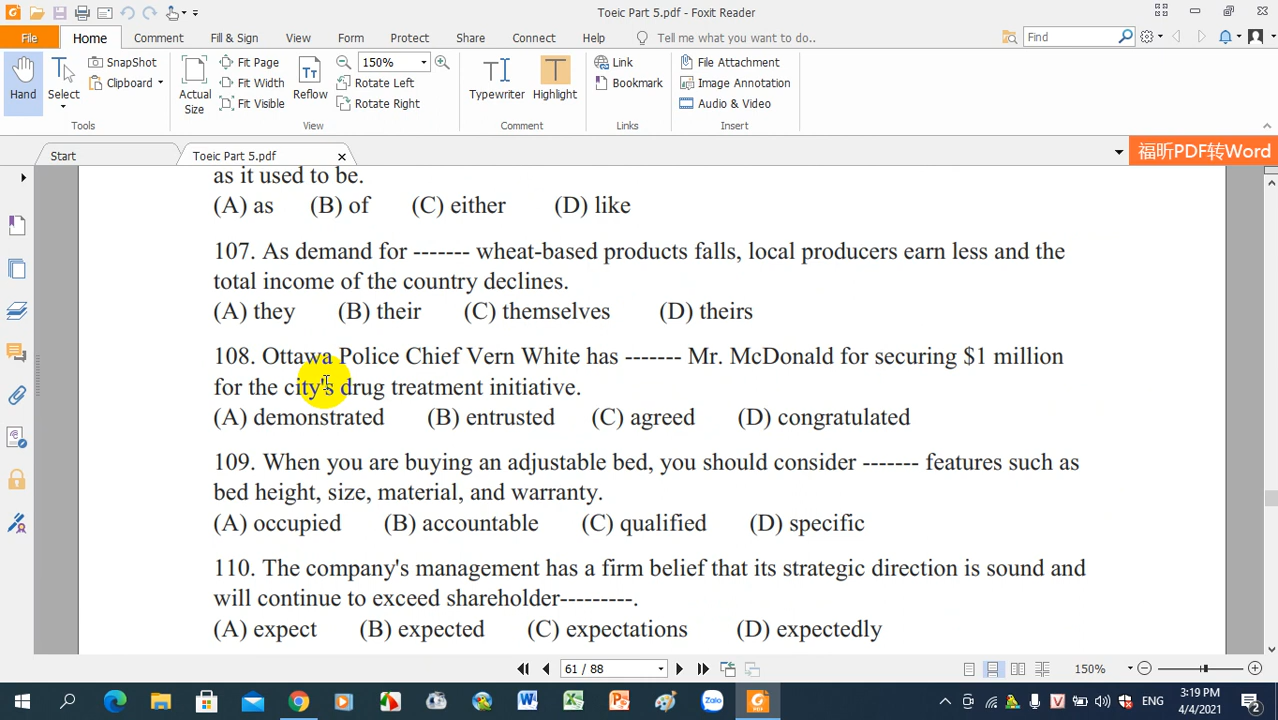 Toeic Part 5.pdf - Foxit Reader
File Home Comment Fill & Sign View Form Protect Share Connect Help Tell me what you want to do.. Find
Hand
Select
SnapShot
Clipboard
Tools
Actual Size
Fit Page
Fit Width
Fit Visible
Reflow
150%
Rotate Left
Rotate Right
View
Typewriter
Highlight
Comment
Link
Bookmark
Links
File Attachment
Image Annotation
Audio & Video
Insert
Start
Toeic Part 5.pdf
福昕PDF转Word
as it used to be.
(A) as (B) of (C) either (D) like
107. As demand for ------- wheat-based products falls, local producers earn less and the
total income of the country declines.
(A) they (B) their (C) themselves (D) theirs
108. Ottawa Police Chief Vern White has ------- Mr. McDonald for securing $1 million
for the city's drug treatment initiative.
(A) demonstrated (B) entrusted (C) agreed (D) congratulated
109. When you are buying an adjustable bed, you should consider ------- features such as
bed height, size, material, and warranty.
(A) occupied (B) accountable (C) qualified (D) specific
110. The company's management has a firm belief that its strategic direction is sound and
will continue to exceed shareholder---------.
(A) expect (B) expected (C) expectations (D) expectedly
61 / 88
150%
Zalo
ENG
3:19 PM
4/4/2021
2